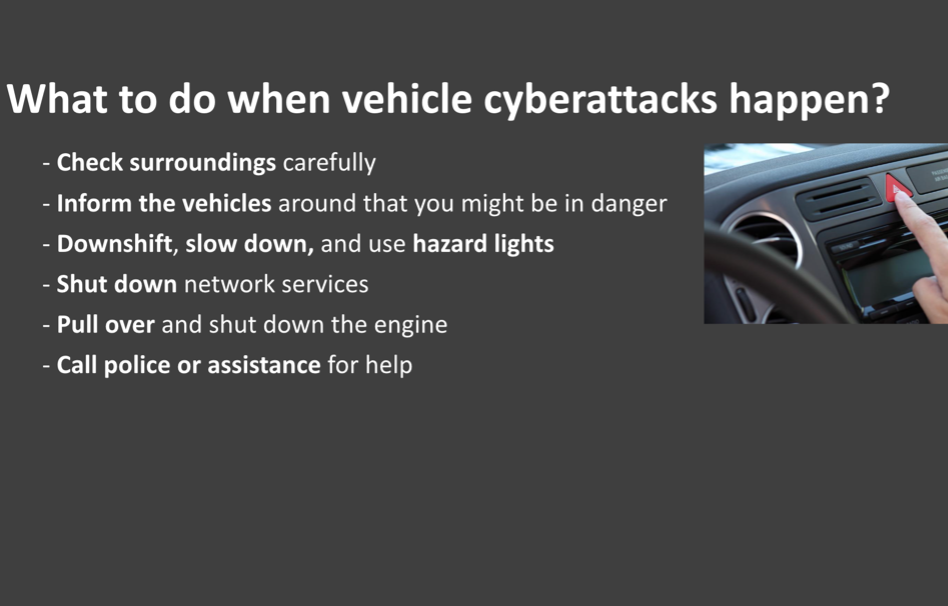 What to do when vehicle cyberattacks happen?
- Check surroundings carefully
- Inform the vehicles around that you might be in danger
- Downshift, slow down, and use hazard lights
- Shut down network services
- Pull over and shut down the engine
- Call police or assistance for help